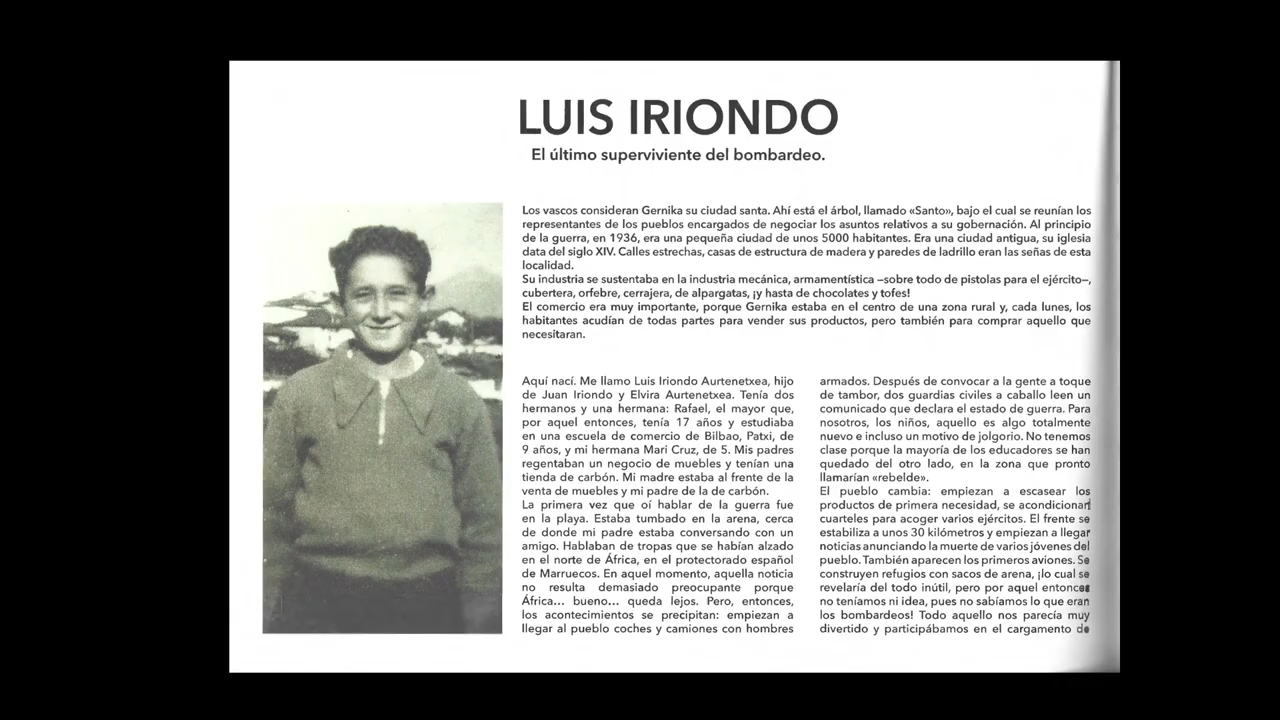 LUIS IRIONDO
El último superviviente del bombardeo.
Los vascos consideran Gernika su ciudad santa. Ahí está el árbol, llamado «Santo», bajo el cual se reunían los
representantes de los pueblos encargados de negociar los asuntos relativos a su gobernación. Al principio
de la guerra, en 1936, era una pequeña ciudad de unos 5000 habitantes. Era una ciudad antigua, su iglesia
data del siglo XIV. Calles estrechas, casas de estructura de madera y paredes de ladrillo eran las señas de esta
localidad.
Su industria se sustentaba en la industria mecánica, armamentística –sobre todo de pistolas para el ejército–,
cubertera, orfebre, cerrajera, de alpargatas, ¡y hasta de chocolates y tofes!
El comercio era muy importante, porque Gernika estaba en el centro de una zona rural y, cada lunes, los
habitantes acudían de todas partes para vender sus productos, pero también para comprar aquello que
necesitaran.
Aquí nací. Me llamo Luis Iriondo Aurtenetxea, hijo
de Juan Iriondo y Elvira Aurtenetxea. Tenía dos
hermanos y una hermana: Rafael, el mayor que,
por aquel entonces, tenía 17 años y estudiaba
en una escuela de comercio de Bilbao, Patxi, de
9 años, y mi hermana Mari Cruz, de 5. Mis padres
regentaban un negocio de muebles y tenían una
tienda de carbón. Mi madre estaba al frente de la
venta de muebles y mi padre de la de carbón.
La primera vez que oí hablar de la guerra fue
en la playa. Estaba tumbado en la arena, cerca
de donde mi padre estaba conversando con un
amigo. Hablaban de tropas que se habían alzado
en el norte de África, en el protectorado español
de Marruecos. En aquel momento, aquella noticia
no resulta demasiado preocupante porque
África... bueno... queda lejos. Pero, entonces,
los acontecimientos se precipitan: empiezan a
llegar al pueblo coches y camiones con hombres
armados. Después de convocar a la gente a toque
de tambor, dos guardias civiles a caballo leen un
comunicado que declara el estado de guerra. Para
nosotros, los niños, aquello es algo totalmente
nuevo e incluso un motivo de jolgorio. No tenemos
clase porque la mayoría de los educadores se han
quedado del otro lado, en la zona que pronto
llamarían «rebelde».
El pueblo cambia: empiezan a escasear los
productos de primera necesidad, se acondicionan
cuarteles para acoger varios ejércitos. El frente se
estabiliza a unos 30 kilómetros y empiezan a llegar
noticias anunciando la muerte de varios jóvenes del
pueblo. También aparecen los primeros aviones. Se
construyen refugios con sacos de arena, ¡lo cual se
revelaría del todo inútil, pero por aquel entonces
no teníamos ni idea, pues no sabíamos lo que eran
los bombardeos! Todo aquello nos parecía muy
divertido y participábamos en el cargamento de